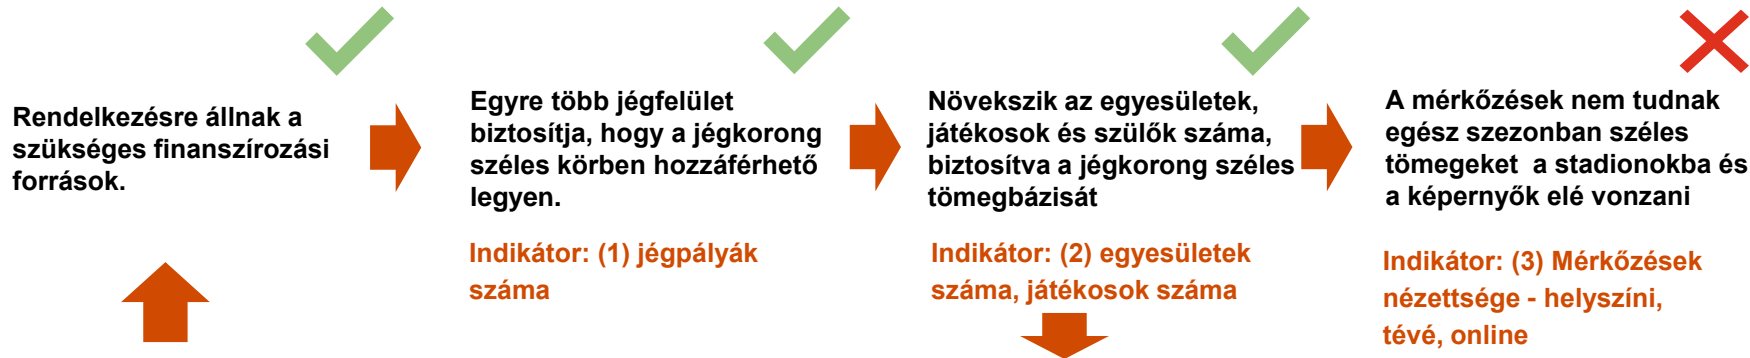 Rendelkezésre állnak a
szükséges finanszírozási
források.
Egyre több jégfelület
biztosítja, hogy a jégkorong
széles körben hozzáférhető
legyen.
Indikátor: (1) jégpályák
száma
Növekszik az egyesületek,
játékosok és szülők száma,
biztosítva a jégkorong széles
tömegbázisát
Indikátor: (2) egyesületek
száma, játékosok száma
A mérkőzések nem tudnak
egész szezonban széles
tömegeket a stadionokba és
a képernyők elé vonzani
Indikátor: (3) Mérkőzések
nézettsége - helyszíni,
tévé, online